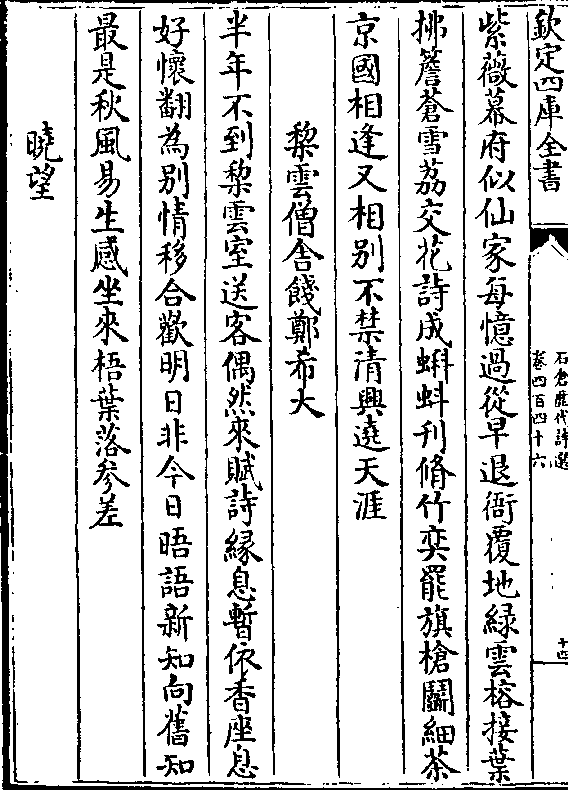 欽定四庫全書
石倉歷代詩選
卷四百四十六
十四
紫薇幕府似仙家每憶過從早退衙覆地緑雲榕接葉
拂簷蒼雪荔交花詩成蝌蚪刋脩竹奕罷旗槍鬭細茶
京國相逢又相别不禁清興遶天涯
棃雲僧舍餞鄭希大
半年不到棃雲室送客偶然來賦詩緣息暫依香座息
好懷翻為别情移合歡明日非今日晤語新知向舊知
最是秋風易生感坐來梧葉落參差
曉望